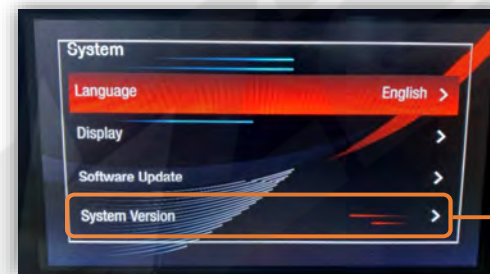 System
Language English
Display
Software Update
System Version